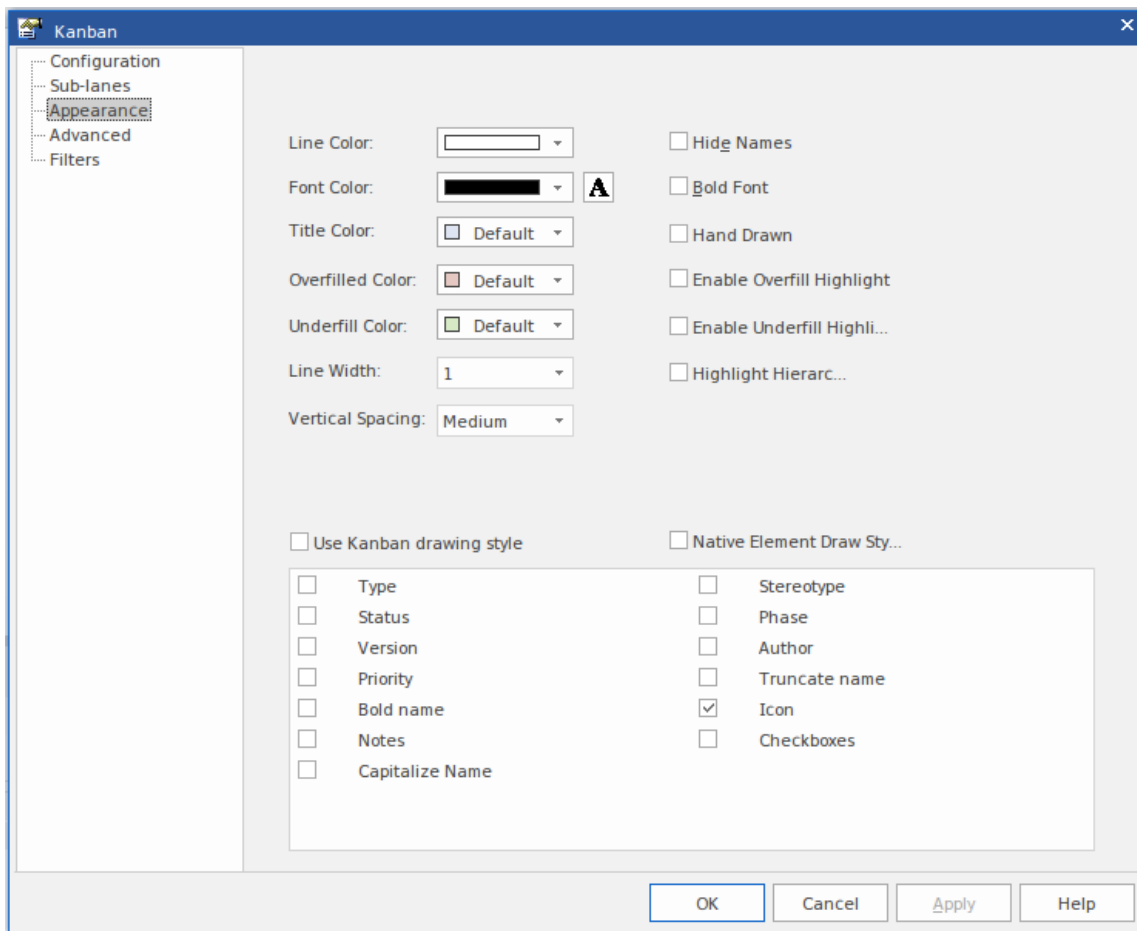 Kanban
Configuration
Sub-lanes
Appearance
Advanced
Filters
Line Color:
Hide Names
Font Color:
A
Bold Font
Title Color:
Default
Hand Drawn
Overfilled Color:
Default
Enable Overfill Highlight
Underfill Color:
Default
Enable Underfill Highli...
Line Width:
1
Highlight Hierarc...
Vertical Spacing:
Medium
Use Kanban drawing style
Native Element Draw Sty...
Type
Stereotype
Status
Phase
Version
Author
Priority
Truncate name
Bold name
Icon
Notes
Checkboxes
Capitalize Name
OK
Cancel
Apply
Help